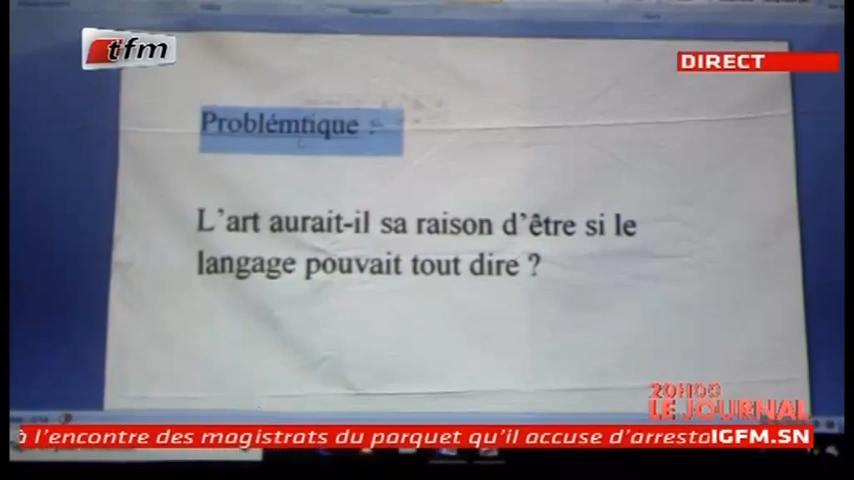 tfm
DIRECT
Problémtique :
L'art aurait-il sa raison d'être si le
langage pouvait tout dire ?
20H00
LE JOURNAL
à l'encontre des magistrats du parquet qu'il accuse d'arresta
IGFM.SN